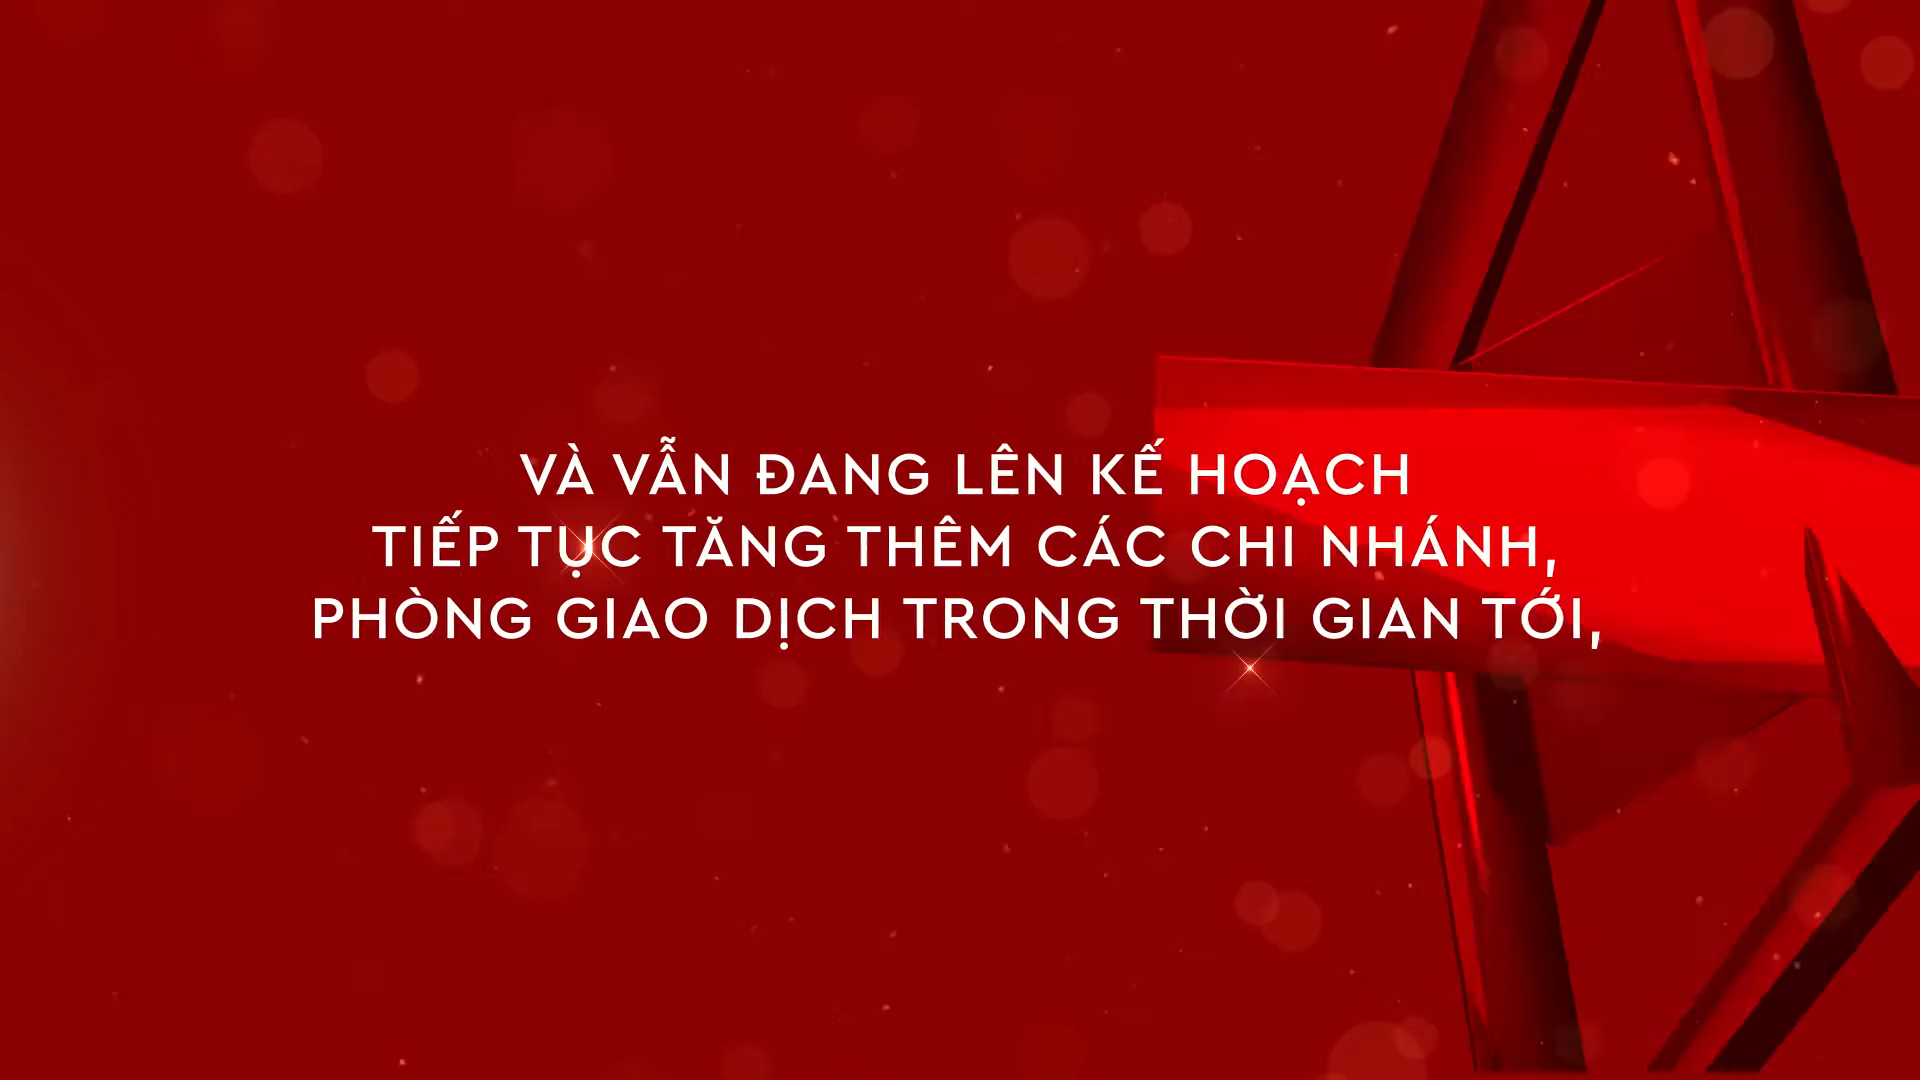 VÀ VẪN ĐANG LÊN KẾ HOẠCH
TIẾP TỤC TĂNG THÊM CÁC CHI NHÁNH,
PHÒNG GIAO DỊCH TRONG THỜI GIAN TỚI,